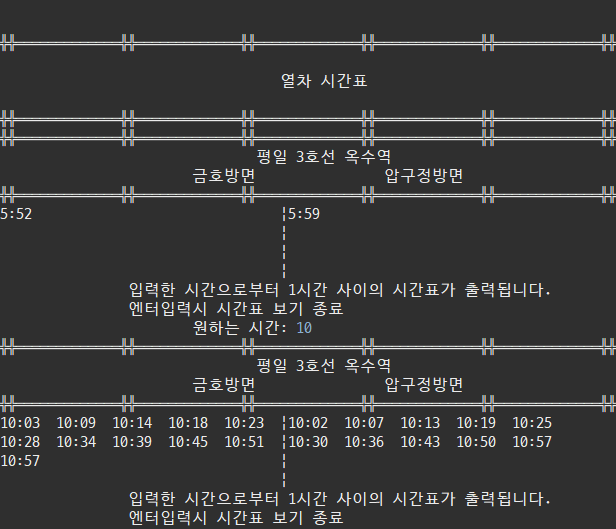 열차 시간표
평일 3호선 옥수역
금호방면 압구정방면
5:52 ¦5:59
¦
¦
¦
입력한 시간으로부터 1시간 사이의 시간표가 출력됩니다.
엔터입력시 시간표 보기 종료
원하는 시간: 10
평일 3호선 옥수역
금호방면 압구정방면
10:03 10:09 10:14 10:18 10:23 ¦10:02 10:07 10:13 10:19 10:25
10:28 10:34 10:39 10:45 10:51 ¦10:30 10:36 10:43 10:50 10:57
10:57 ¦
¦
입력한 시간으로부터 1시간 사이의 시간표가 출력됩니다.
엔터입력시 시간표 보기 종료